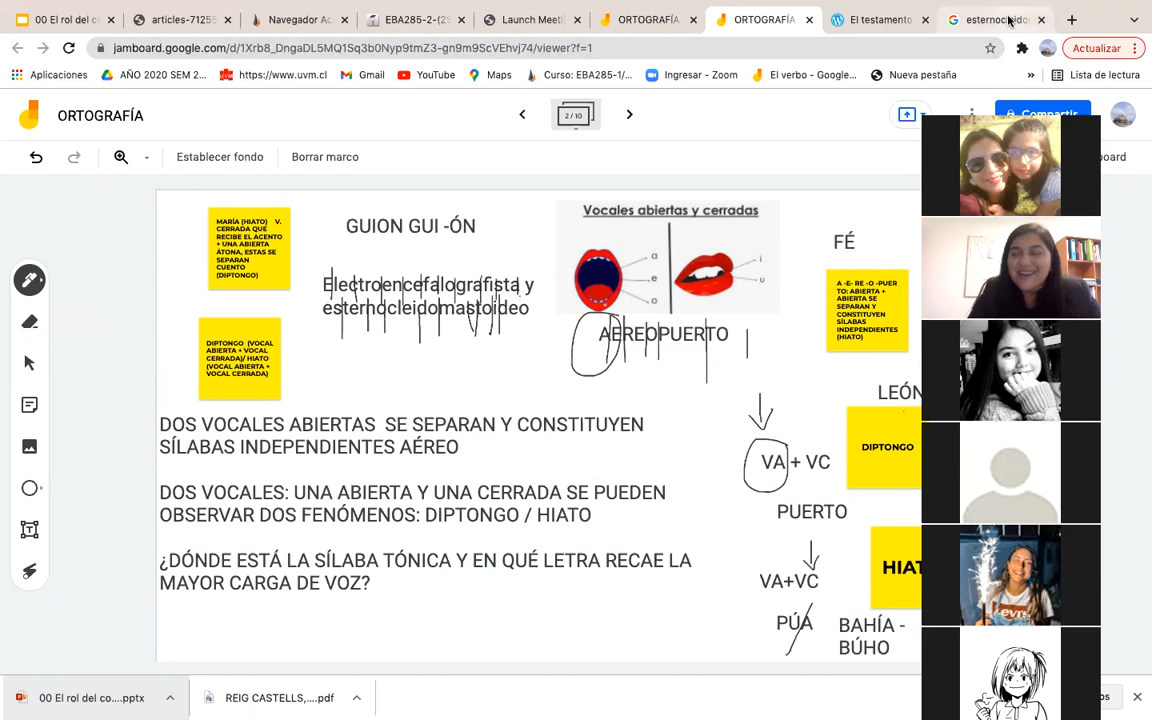 00 El rol del co
articles-71255
Navegador Ad
EBA285-2-(2S
Launch Meeti
ORTOGRAFÍA
ORTOGRAFÍA
El testamento
esternocleido
jamboard.google.com/d/1Xrb8_DngaDL5MQ1Sq3b0Nyp9tmZ3-gn9m9ScVEhvj74/viewer?f=1
Actualizar
Aplicaciones
AÑO 2020 SEM 2...
https://www.uvm.cl
Gmail
YouTube
Maps
Curso: EBA285-1/...
Ingresar - Zoom
El verbo - Google...
Nueva pestaña
»
Lista de lectura
ORTOGRAFÍA
2 / 10
Compartir
Establecer fondo
Borrar marco
board
MARÍA (HIATO) V.
CERRADA QUÉ
RECIBE EL ACENTO
+ UNA ABIERTA
ÁTONA, ESTAS SE
SEPARAN
CUENTO
(DIPTONGO)
GUION GUI -ÓN
Electroencefalografista y
esternocleidomastoideo
Vocales abiertas y cerradas
a
e
o
i
u
AEREOPUERTO
FÉ
A -E- RE -O -PUER
TO: ABIERTA +
ABIERTA SE
SEPARAN Y
CONSTITUYEN
SÍLABAS
INDEPENDIENTES
(HIATO)
DIPTONGO (VOCAL
ABIERTA + VOCAL
CERRADA)/ HIATO
(VOCAL ABIERTA +
VOCAL CERRADA)
LEÓN
DOS VOCALES ABIERTAS SE SEPARAN Y CONSTITUYEN
SÍLABAS INDEPENDIENTES AÉREO
VA + VC
DIPTONGO
DOS VOCALES: UNA ABIERTA Y UNA CERRADA SE PUEDEN
OBSERVAR DOS FENÓMENOS: DIPTONGO / HIATO
PUERTO
¿DÓNDE ESTÁ LA SÍLABA TÓNICA Y EN QUÉ LETRA RECAE LA
MAYOR CARGA DE VOZ?
VA+VC
HIAT
PÚA
BAHÍA -
BÚHO
Levi's
00 El rol del co....pptx
REIG CASTELLS,....pdf
os